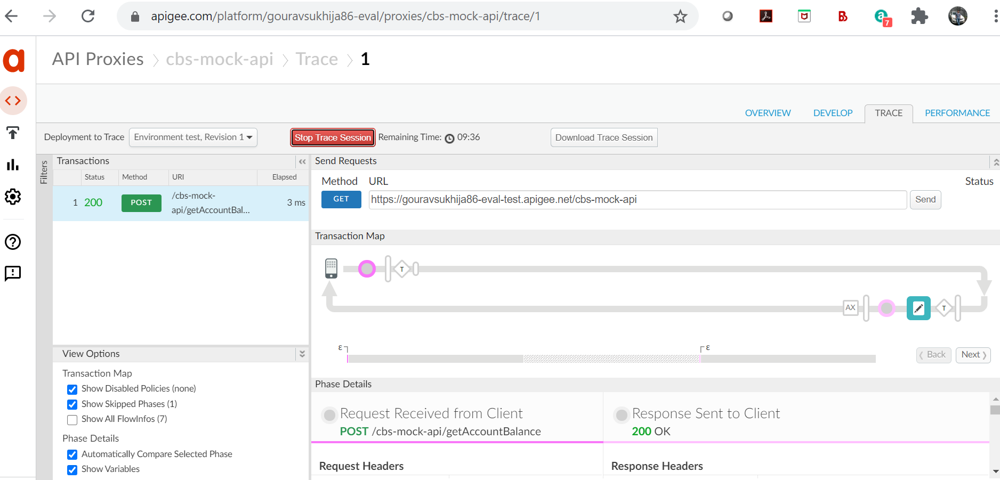 apigee.com/platform/gouravsukhija86-eval/proxies/cbs-mock-api/trace/1
7
a
API Proxies > cbs-mock-api > Trace > 1
OVERVIEW DEVELOP TRACE PERFORMANCE
Deployment to Trace Environment test, Revision 1 Stop Trace Session Remaining Time: 09:36 Download Trace Session
Filters
Transactions
Status Method URI Elapsed
1 200 POST /cbs-mock-
api/getAccountBal... 3 ms
Send Requests
Method URL Status
GET https://gouravsukhija86-eval-test.apigee.net/cbs-mock-api Send
Transaction Map
T
AX T
ε ε
Back Next
View Options
Transaction Map
Show Disabled Policies (none)
Show Skipped Phases (1)
Show All FlowInfos (7)
Phase Details
Automatically Compare Selected Phase
Show Variables
Phase Details
Request Received from Client
POST /cbs-mock-api/getAccountBalance
Response Sent to Client
200 OK
Request Headers
Response Headers